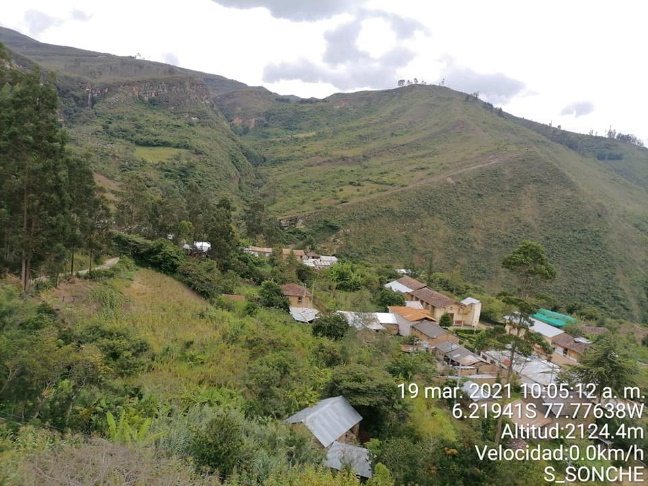 19 mar. 2021 10:05:12 a. m.
6.21941S 77.77638W
Altitud:2124.4m
Velocidad:0.0km/h
S_SONCHE